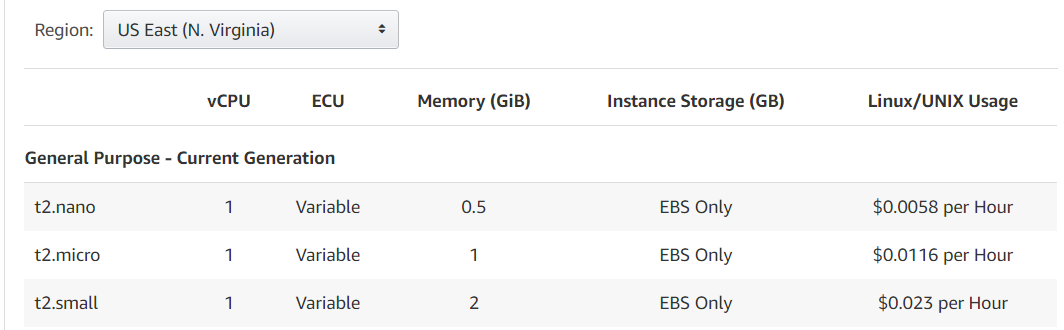 Region: US East (N. Virginia)
vCPU ECU Memory (GiB) Instance Storage (GB) Linux/UNIX Usage
General Purpose - Current Generation
t2.nano 1 Variable 0.5 EBS Only $0.0058 per Hour
t2.micro 1 Variable 1 EBS Only $0.0116 per Hour
t2.small 1 Variable 2 EBS Only $0.023 per Hour